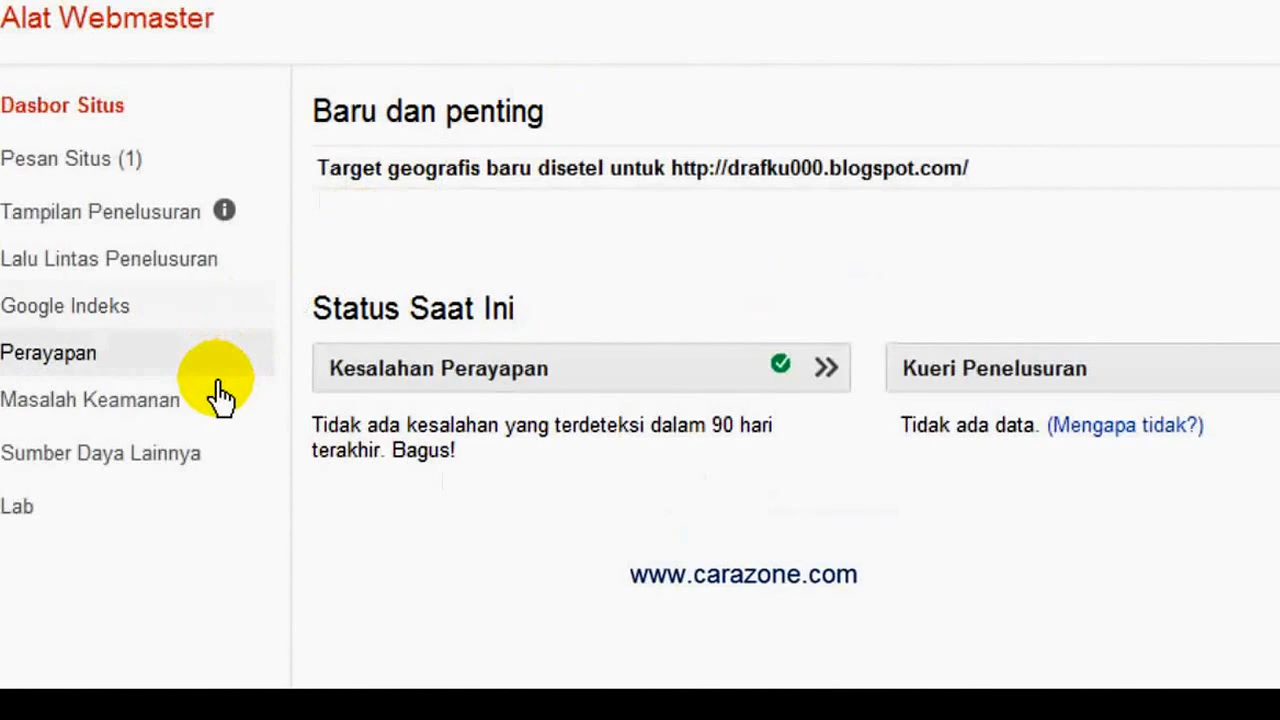 Alat Webmaster
Dasbor Situs
Pesan Situs (1)
Tampilan Penelusuran
Lalu Lintas Penelusuran
Google Indeks
Perayapan
Masalah Keamanan
Sumber Daya Lainnya
Lab
Baru dan penting
Target geografis baru disetel untuk http://drafku000.blogspot.com/
Status Saat Ini
Kesalahan Perayapan
Tidak ada kesalahan yang terdeteksi dalam 90 hari
terakhir. Bagus!
Kueri Penelusuran
Tidak ada data. (Mengapa tidak?)
www.carazone.com